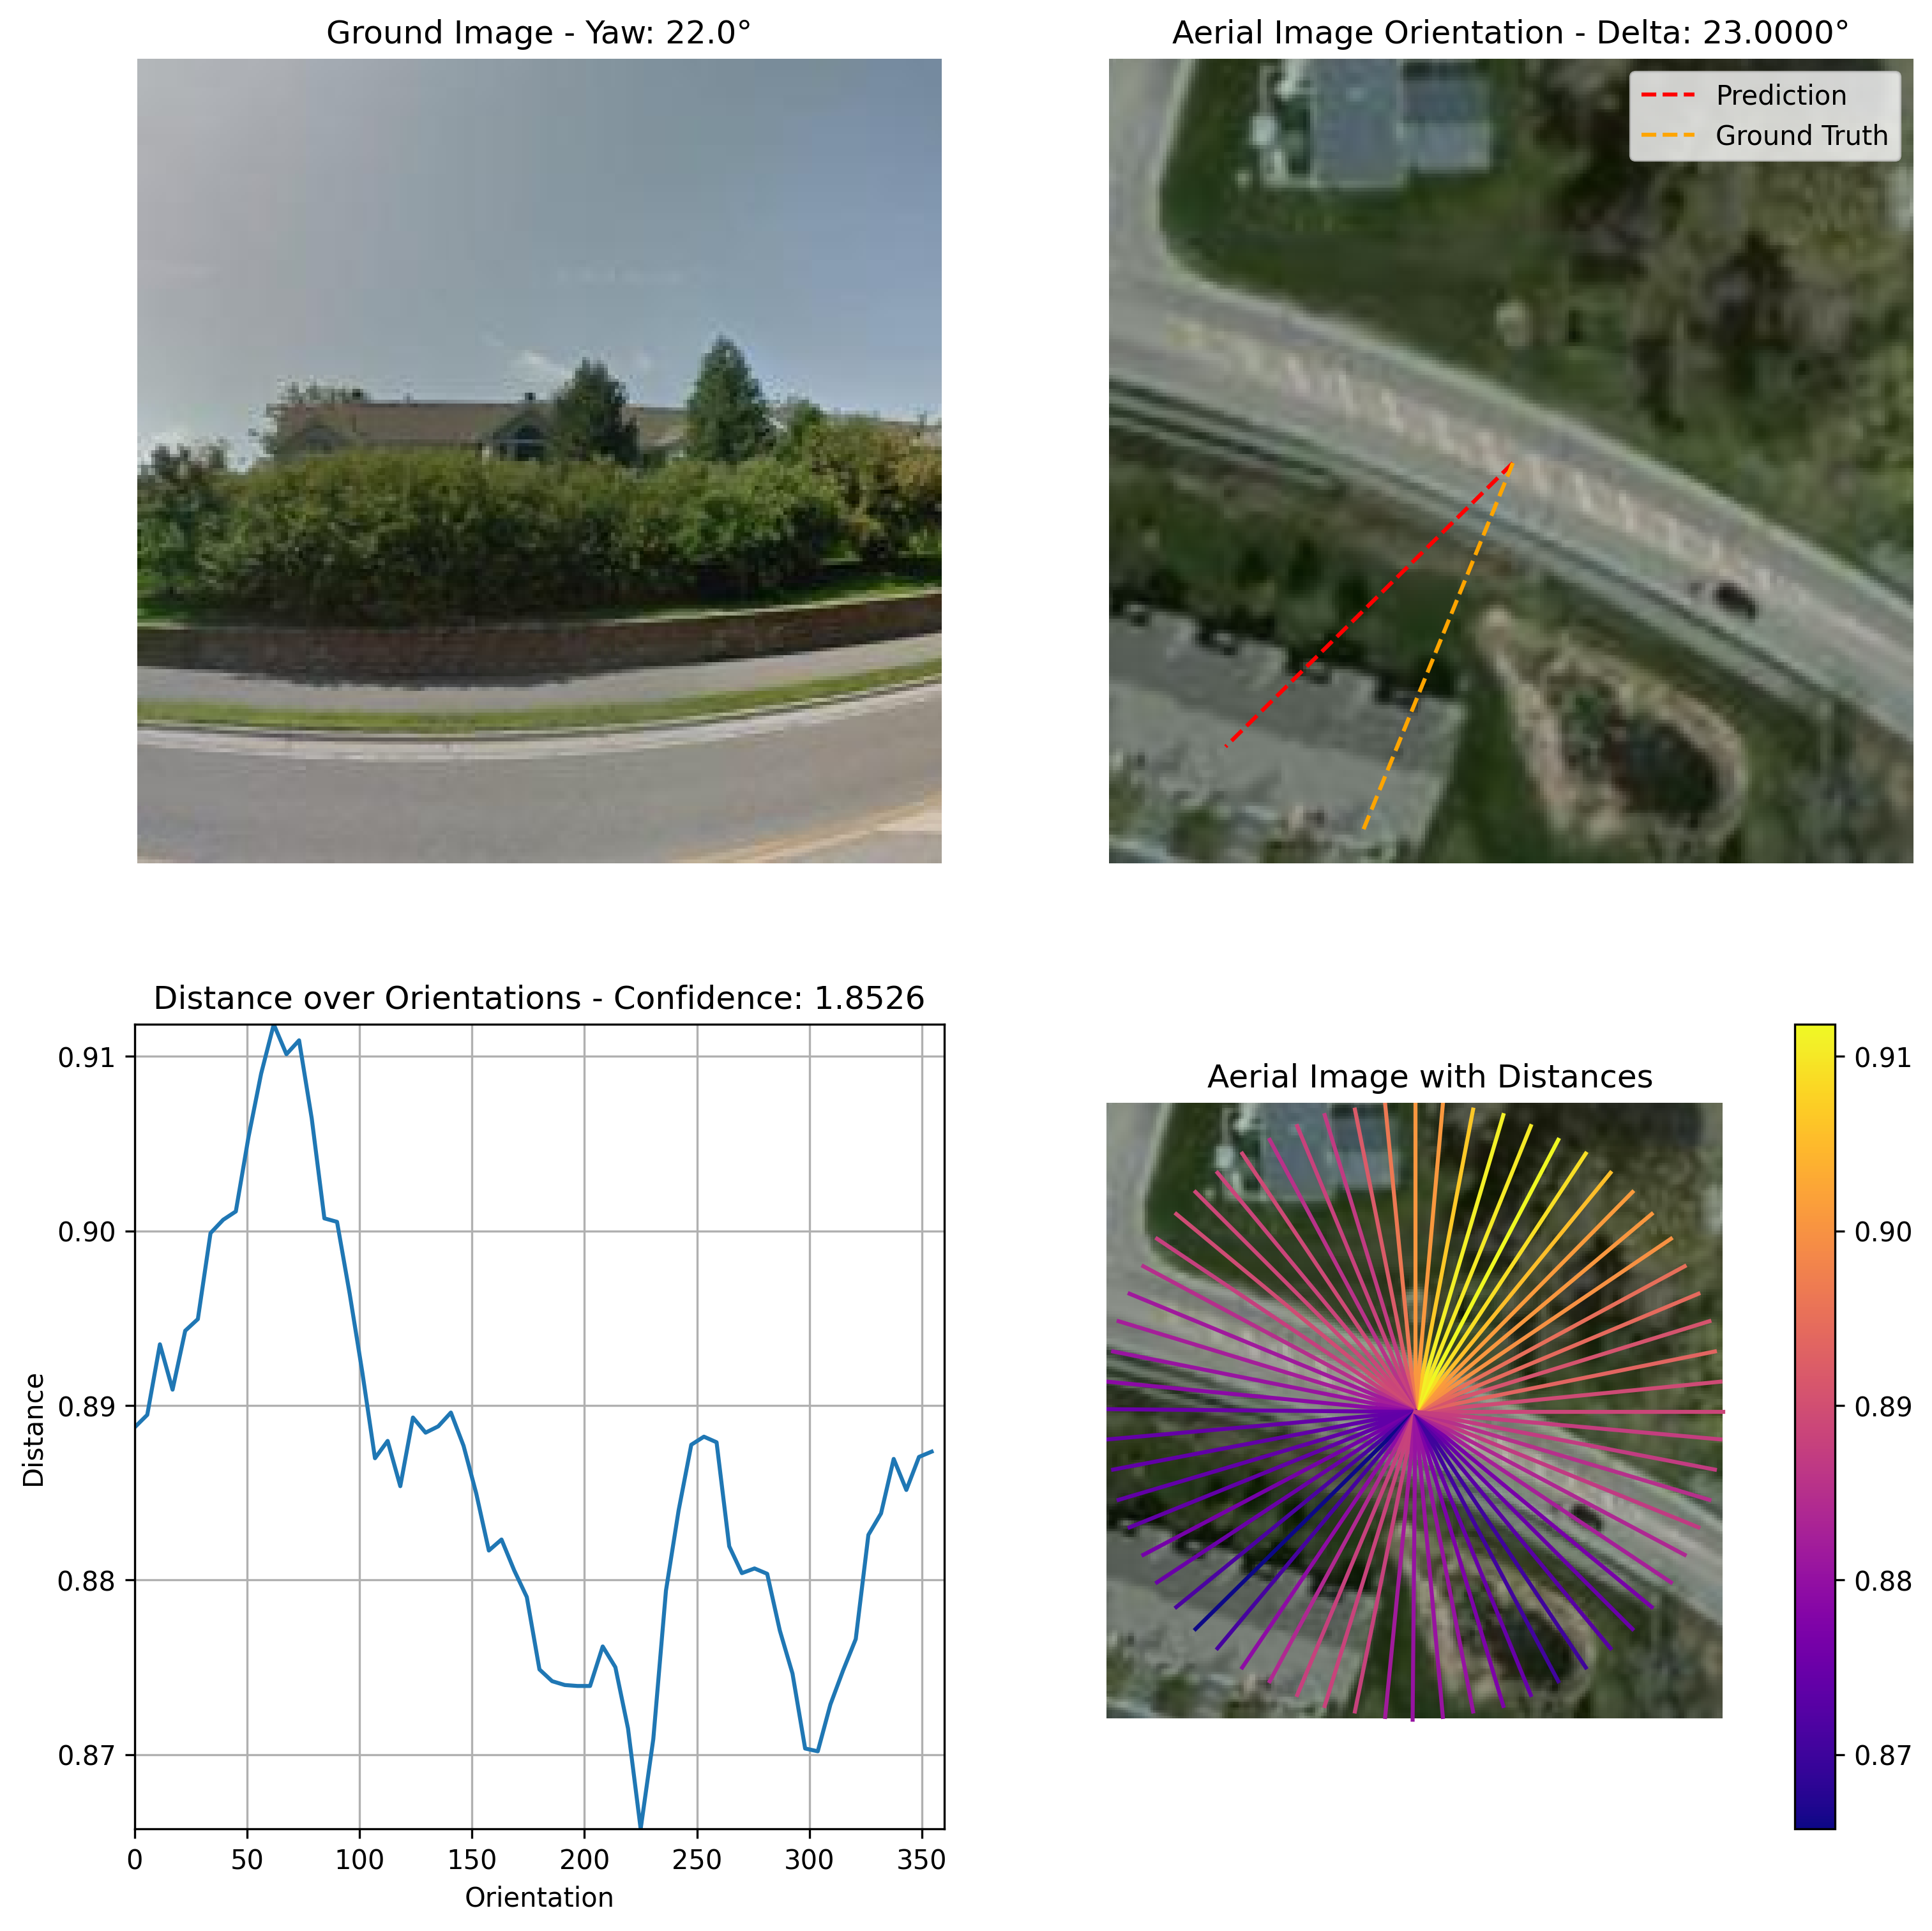 Ground Image - Yaw: 22.0°
Aerial Image Orientation - Delta: 23.0000°
Prediction
Ground Truth
Distance over Orientations - Confidence: 1.8526
0.91
0.90
0.89
0.88
0.87
Distance
0
50
100
150
200
250
300
350
Orientation
Aerial Image with Distances
0.91
0.90
0.89
0.88
0.87